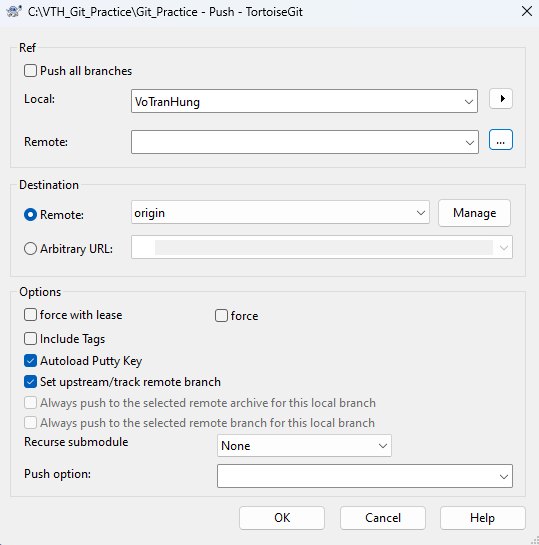 C:\VTH_Git_Practice\Git_Practice - Push - TortoiseGit
Ref
Push all branches
Local:
VoTranHung
Remote:
...
Destination
Remote:
origin
Manage
Arbitrary URL:
Options
force with lease
force
Include Tags
Autoload Putty Key
Set upstream/track remote branch
Always push to the selected remote archive for this local branch
Always push to the selected remote branch for this local branch
Recurse submodule
None
Push option:
OK
Cancel
Help